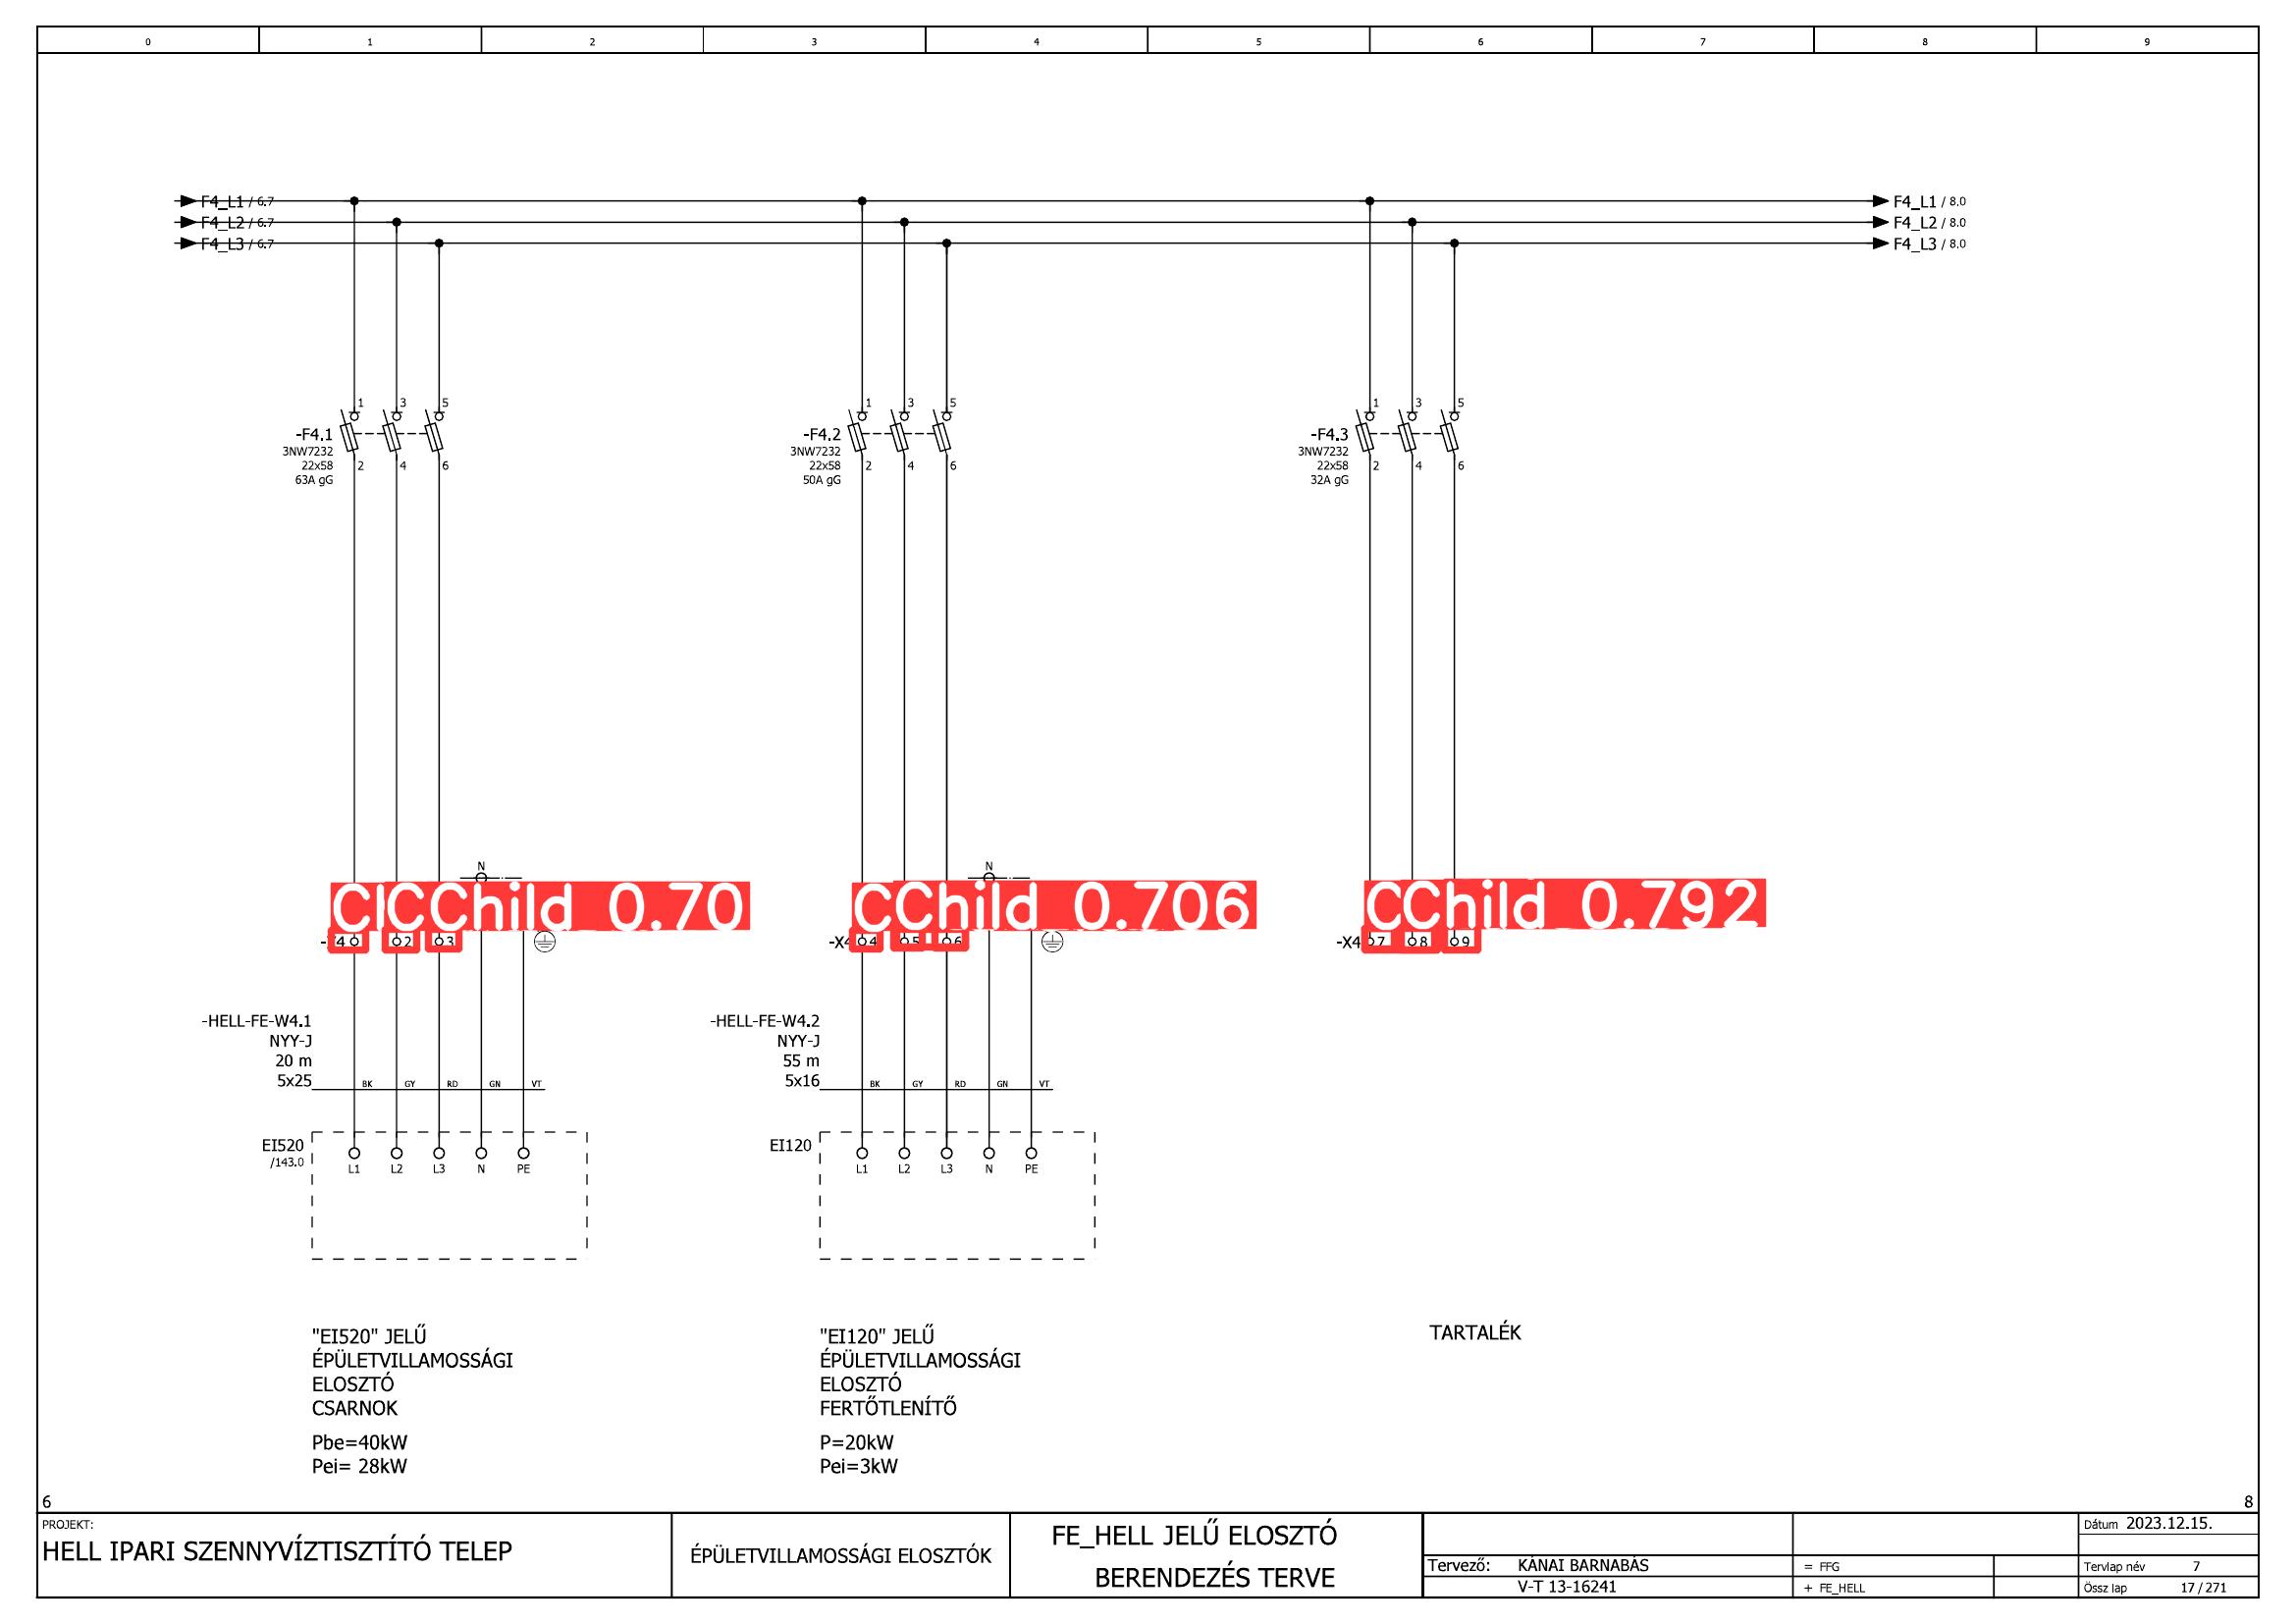 0 1 2 3 4 5 6 7 8 9
F4_L1 / 6.7 F4_L1 / 8.0
F4_L2 / 6.7 F4_L2 / 8.0
F4_L3 / 6.7 F4_L3 / 8.0
1 3 5 1 3 5 1 3 5
-F4.1 -F4.2 -F4.3
3NW7232 3NW7232 3NW7232
22x58 22x58 22x58
2 4 6 2 4 6 2 4 6
63A gG 50A gG 32A gG
N N
CChild 0.70 CChild 0.706 CChild 0.792
2 3 -X4 4 5 6 -X4 7 8 9
-HELL-FE-W4.1 -HELL-FE-W4.2
NYY-J NYY-J
20 m 55 m
5x25 5x16
BK GY RD GN VT BK GY RD GN VT
EI520 EI120
/143.0
L1 L2 L3 N PE L1 L2 L3 N PE
"EI520" JELŰ
ÉPÜLETVILLAMOSSÁGI
ELOSZTÓ
CSARNOK
Pbe=40kW
Pei= 28kW
"EI120" JELŰ
ÉPÜLETVILLAMOSSÁGI
ELOSZTÓ
FERTŐTLENÍTŐ
P=20kW
Pei=3kW
TARTALÉK
6 8
PROJEKT:
HELL IPARI SZENNYVÍZTISZTÍTÓ TELEP
ÉPÜLETVILLAMOSSÁGI ELOSZTÓK
FE_HELL JELŰ ELOSZTÓ
BERENDEZÉS TERVE
Tervező: KÁNAI BARNABÁS
V-T 13-16241
= FFG
+ FE_HELL
Dátum 2023.12.15.
Tervlap név 7
Össz lap 17 / 271